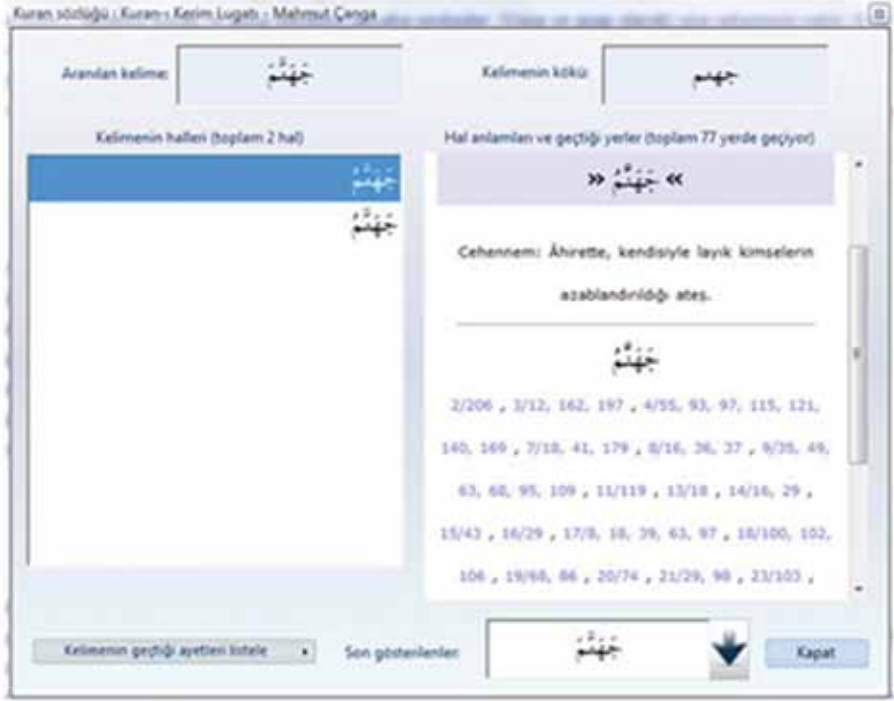 Kuran sözlüğü : Kuran-ı Kerim Lugatı - Mahmut Çanga
Aranılan kelime: جَهَنَّمَ
Kelimenin kökü: جهنم
Kelimenin halleri (toplam 2 hal)
جَهَنَّمُ
جَهَنَّمُ
Hal anlamları ve geçtiği yerler (toplam 77 yerde geçiyor)
» جَهَنَّمُ «
Cehennem: Âhirette, kendisiyle layık kimselerin
azablandırıldığı ateş.
جَهَنَّمُ
2/206 , 3/12, 162, 197 , 4/55, 93, 97, 115, 121,
140, 169 , 7/18, 41, 179 , 8/16, 36, 37 , 9/35, 49,
63, 68, 95, 109 , 11/119 , 13/18 , 14/16, 29 ,
15/43 , 16/29 , 17/8, 18, 39, 63, 97 , 18/100, 102,
106 , 19/68, 86 , 20/74 , 21/29, 98 , 23/103 ,
Kelimenin geçtiği ayetleri listele
Son gösterilenler: جَهَنَّمَ
Kapat